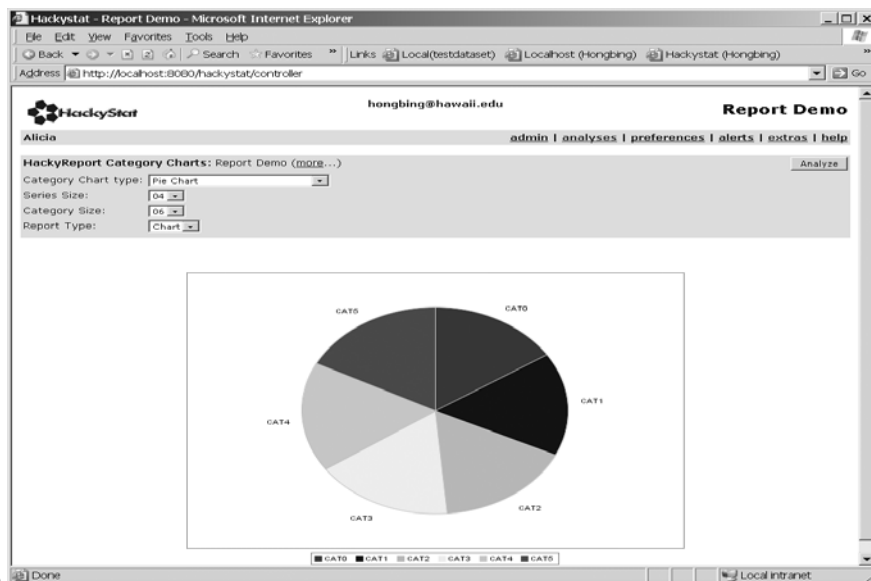 Hackystat - Report Demo - Microsoft Internet Explorer
File Edit View Favorites Tools Help
Back Search Favorites » Links Local(testdataset) Localhost (Hongbing) Hackystat (Hongbing) »
Address http://localhost:8080/hackystat/controller Go
HackyStat hongbing@hawaii.edu Report Demo
Alicia admin | analyses | preferences | alerts | extras | help
HackyReport Category Charts: Report Demo (more...) Analyze
Category Chart type: Pie Chart
Series Size: 04
Category Size: 06
Report Type: Chart
CAT5 CAT0
CAT4 CAT1
CAT3 CAT2
CAT0 CAT1 CAT2 CAT3 CAT4 CAT5
Done Local intranet